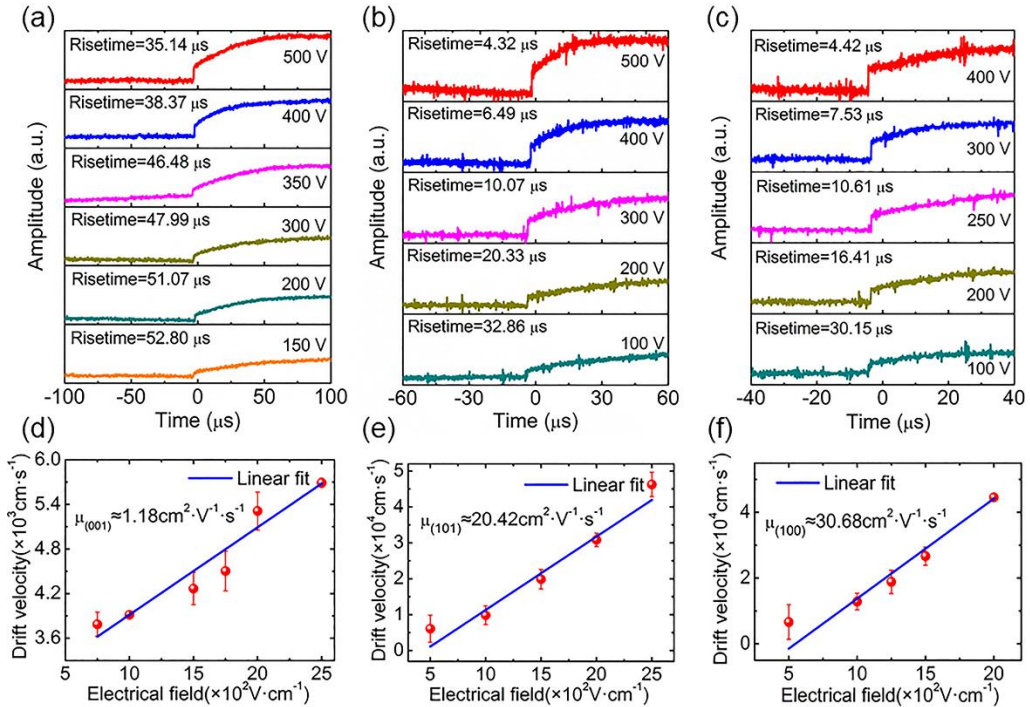 (a)
Amplitude (a.u.)
Risetime=35.14 μs
500 V
Risetime=38.37 μs
400 V
Risetime=46.48 μs
350 V
Risetime=47.99 μs
300 V
Risetime=51.07 μs
200 V
Risetime=52.80 μs
150 V
-100 -50 0 50 100
Time (μs)
(b)
Amplitude (a.u.)
Risetime=4.32 μs
500 V
Risetime=6.49 μs
400 V
Risetime=10.07 μs
300 V
Risetime=20.33 μs
200 V
Risetime=32.86 μs
100 V
-60 -30 0 30 60
Time (μs)
(c)
Amplitude (a.u.)
Risetime=4.42 μs
400 V
Risetime=7.53 μs
300 V
Risetime=10.61 μs
250 V
Risetime=16.41 μs
200 V
Risetime=30.15 μs
100 V
-40 -20 0 20 40
Time (μs)
(d)
Drift velocity(×10³cm·s⁻¹)
6.0
5.4
4.8
4.2
3.6
Linear fit
μ(001)≈1.18cm²·V⁻¹·s⁻¹
5 10 15 20 25
Electrical field(×10²V·cm⁻¹)
(e)
Drift velocity(×10⁴cm·s⁻¹)
5
4
3
2
1
0
Linear fit
μ(101)≈20.42cm²·V⁻¹·s⁻¹
5 10 15 20 25
Electrical field(×10²V·cm⁻¹)
(f)
Drift velocity(×10⁴cm·s⁻¹)
4
2
0
Linear fit
μ(100)≈30.68cm²·V⁻¹·s⁻¹
5 10 15 20
Electrical field(×10²V·cm⁻¹)